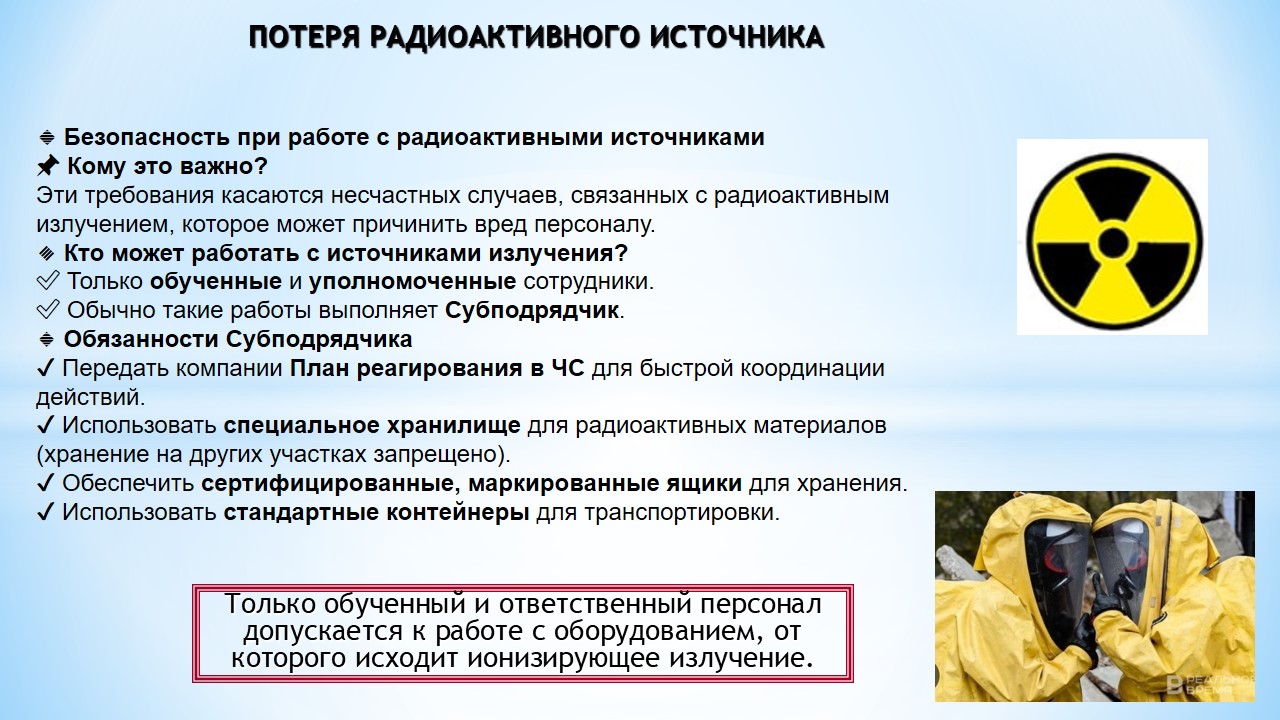 ПОТЕРЯ РАДИОАКТИВНОГО ИСТОЧНИКА
Безопасность при работе с радиоактивными источниками
Кому это важно?
Эти требования касаются несчастных случаев, связанных с радиоактивным
излучением, которое может причинить вред персоналу.
Кто может работать с источниками излучения?
✓ Только обученные и уполномоченные сотрудники.
✓ Обычно такие работы выполняет Субподрядчик.
Обязанности Субподрядчика
✓ Передать компании План реагирования в ЧС для быстрой координации
действий.
✓ Использовать специальное хранилище для радиоактивных материалов
(хранение на других участках запрещено).
✓ Обеспечить сертифицированные, маркированные ящики для хранения.
✓ Использовать стандартные контейнеры для транспортировки.
Только обученный и ответственный персонал
допускается к работе с оборудованием, от
которого исходит ионизирующее излучение.
РЕАЛЬНОЕ
ВРЕМЯ